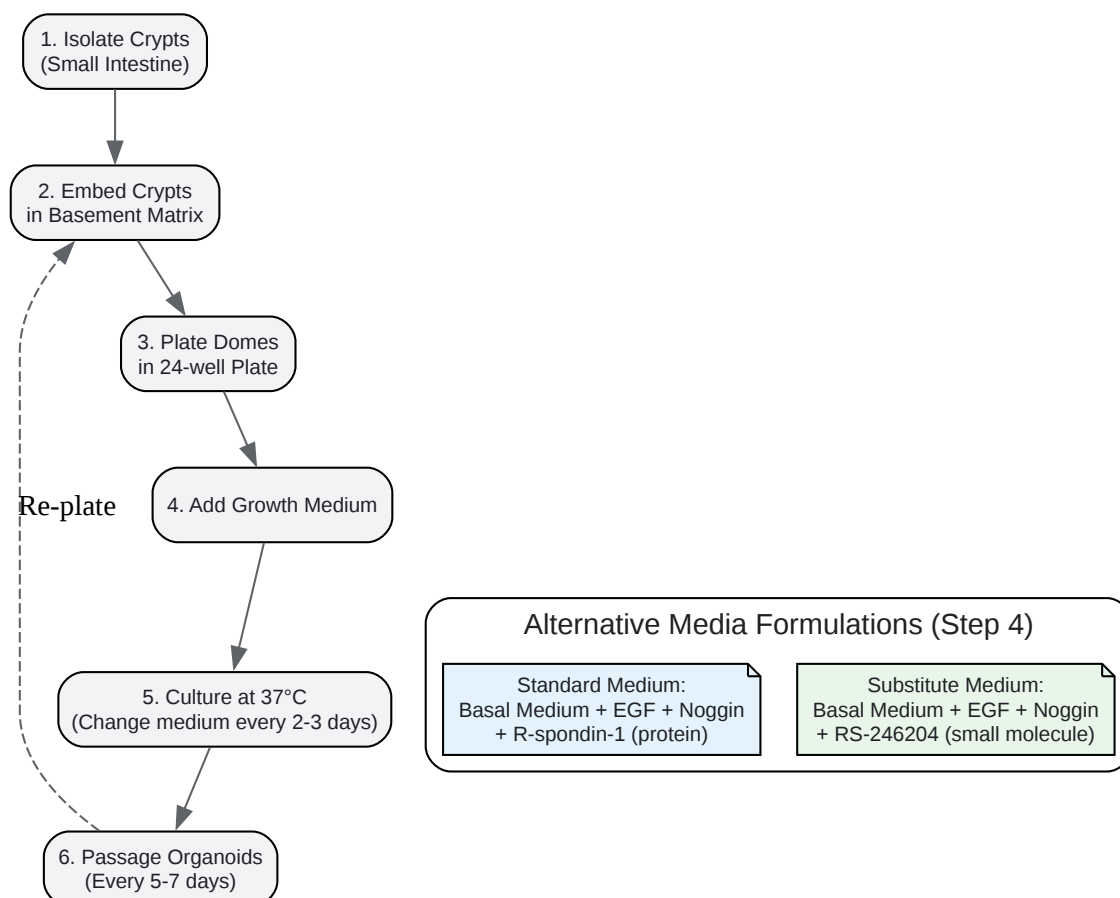 1. Isolate Crypts
(Small Intestine)
2. Embed Crypts
in Basement Matrix
3. Plate Domes
in 24-well Plate
Re-plate
4. Add Growth Medium
Alternative Media Formulations (Step 4)
Standard Medium:
Basal Medium + EGF + Noggin
+ R-spondin-1 (protein)
Substitute Medium:
Basal Medium + EGF + Noggin
+ RS-246204 (small molecule)
5. Culture at 37°C
(Change medium every 2-3 days)
6. Passage Organoids
(Every 5-7 days)